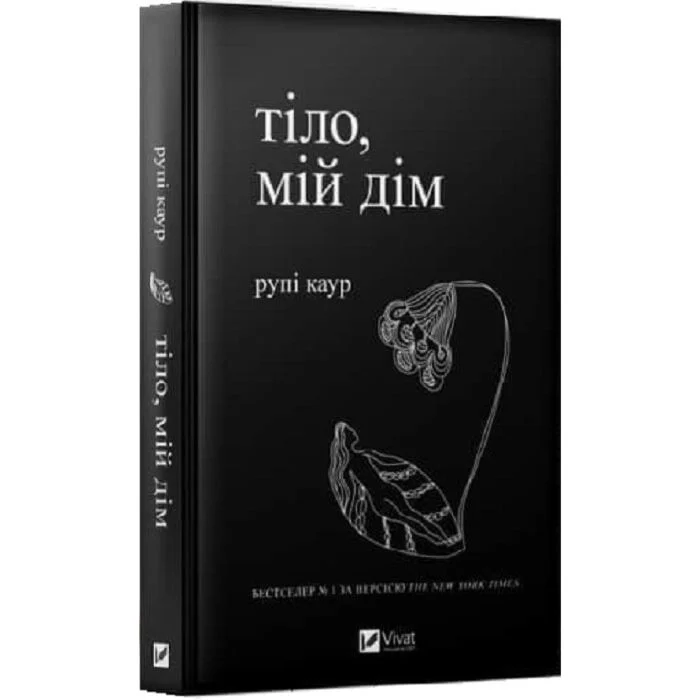 тіло,
мій дім
рупі каур
БЕСТСЕЛЕР № 1 ЗА ВЕРСІЄЮ THE NEW YORK TIMES
Vivat
рупі каур
тіло, мій дім